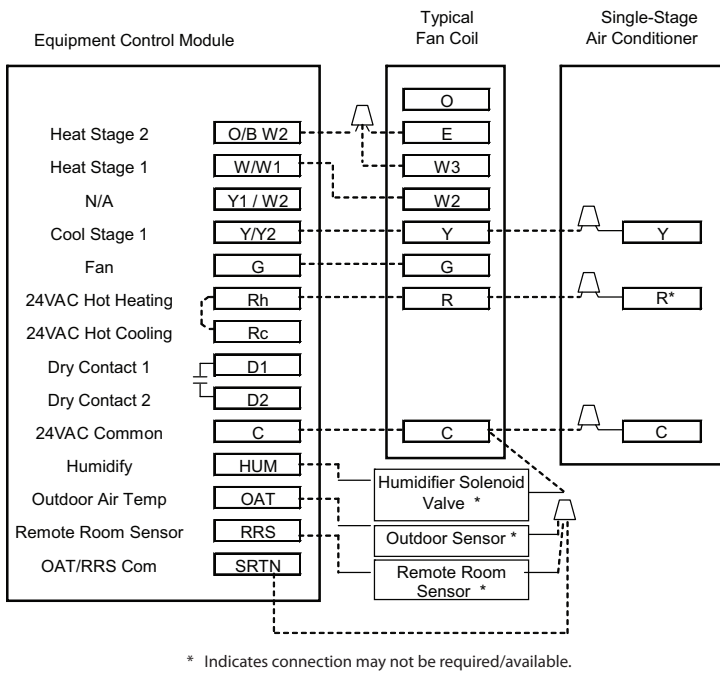 Equipment Control Module
Typical
Fan Coil
Single-Stage
Air Conditioner
O
Heat Stage 2 O/B W2 E
Heat Stage 1 W/W1 W3
N/A Y1 / W2 W2
Cool Stage 1 Y/Y2 Y Y
Fan G G
24VAC Hot Heating Rh R R*
24VAC Hot Cooling Rc
Dry Contact 1 D1
Dry Contact 2 D2
24VAC Common C C C
Humidify HUM
Humidifier Solenoid
Valve *
Outdoor Air Temp OAT
Outdoor Sensor *
Remote Room Sensor RRS
Remote Room
Sensor *
OAT/RRS Com SRTN
* Indicates connection may not be required/available.